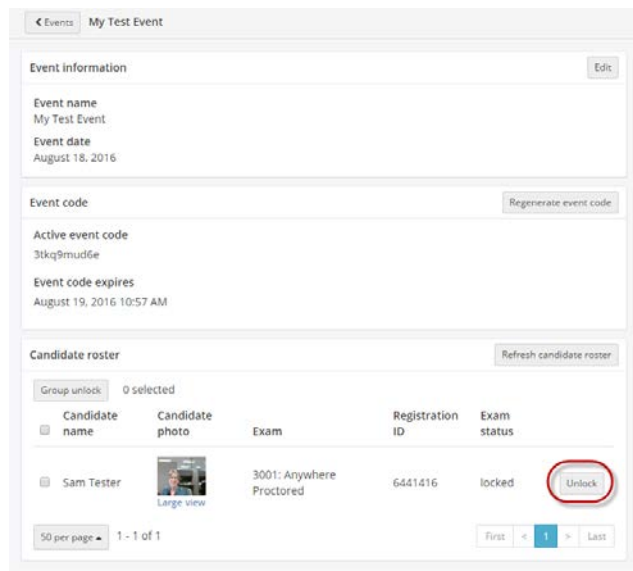 Events My Test Event
Event information Edit
Event name
My Test Event
Event date
August 18, 2016
Event code Regenerate event code
Active event code
3tkq9mud6e
Event code expires
August 19, 2016 10:57 AM
Candidate roster Refresh candidate roster
Group unlock 0 selected
Candidate name Candidate photo Exam Registration ID Exam status
Sam Tester Large view 3001: Anywhere Proctored 6441416 locked Unlock
50 per page 1 - 1 of 1 First < 1 > Last